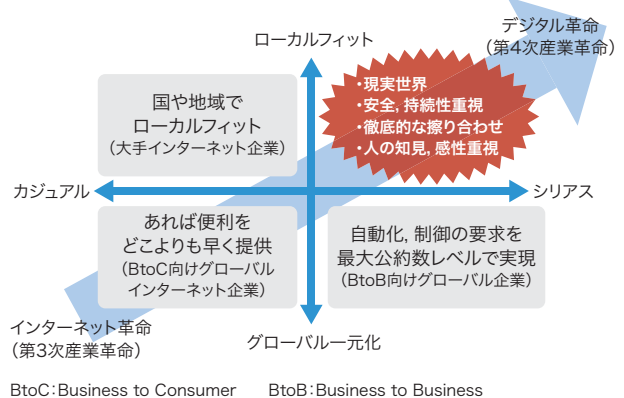 デジタル革命
（第4次産業革命）
ローカルフィット
国や地域で
ローカルフィット
（大手インターネット企業）
・現実世界
・安全, 持続性重視
・徹底的な擦り合わせ
・人の知見, 感性重視
カジュアル
シリアス
あれば便利を
どこよりも早く提供
（BtoC向けグローバル
インターネット企業）
自動化, 制御の要求を
最大公約数レベルで実現
（BtoB向けグローバル企業）
インターネット革命
（第3次産業革命）
グローバル一元化
BtoC：Business to Consumer　BtoB：Business to Business